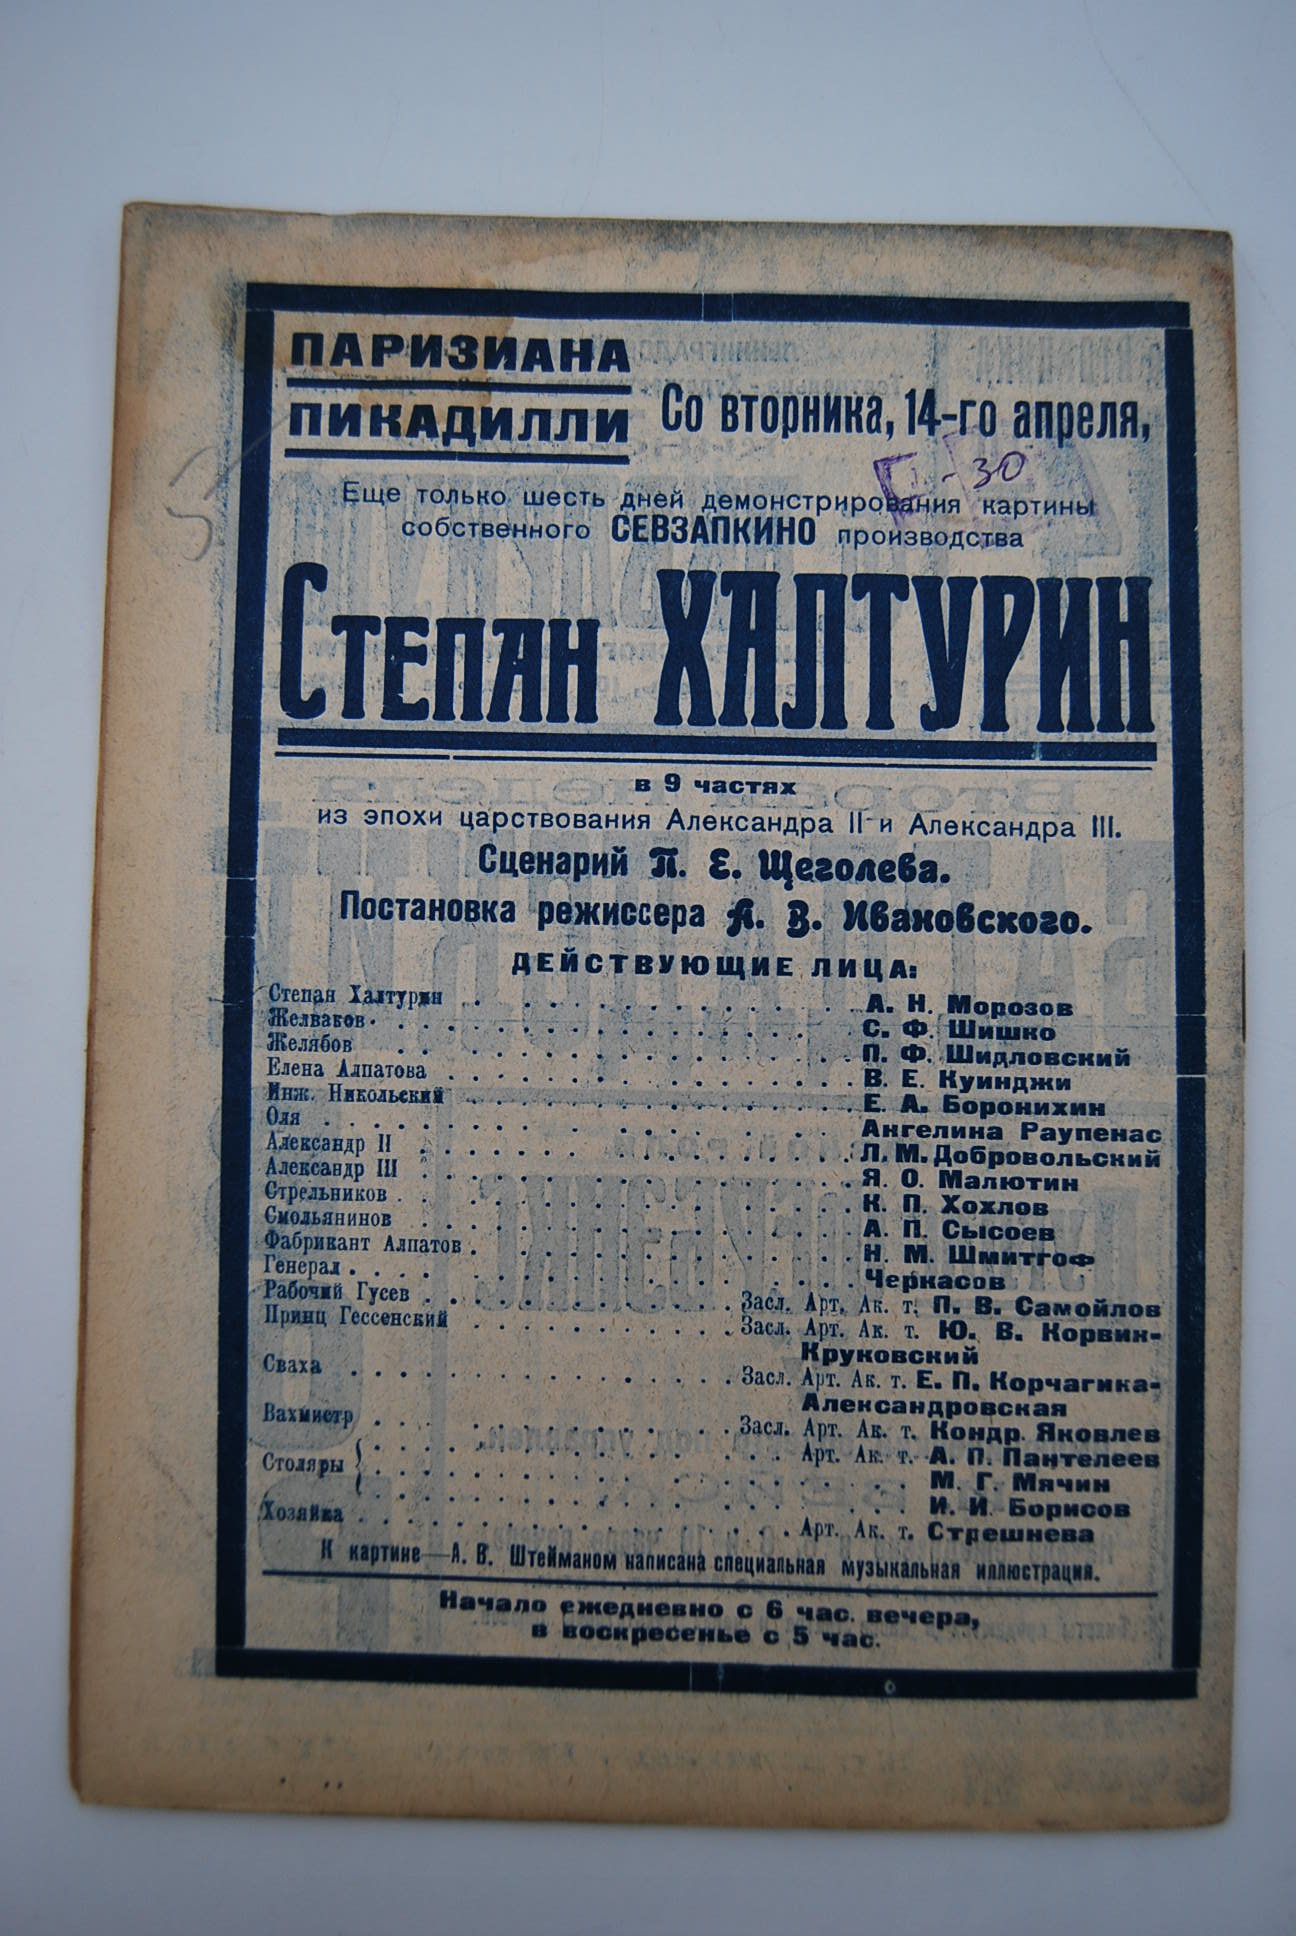 ПАРИЗИАНА
ПИКАДИЛЛИ
Со вторника, 14-го апреля,
-30
Еще только шесть дней демонстрирования картины
собственного СЕВЗАПКИНО производства
СТЕПАН ХАЛТУРИН
в 9 частях
из эпохи царствования Александра II и Александра III.
Сценарий П. Е. Щеголева.
Постановка режиссера А. В. Ивановского.
ДЕЙСТВУЮЩИЕ ЛИЦА:
Степан Халтурин . . . . . А. Н. Морозов
Желваков . . . . . С. Ф. Шишко
Желябов . . . . . П. Ф. Шидловский
Елена Алпатова . . . . . В. Е. Куинджи
Инж. Никольский . . . . . Е. А. Боронихин
Оля . . . . . Ангелина Раупенас
Александр II . . . . . Л. М. Добровольский
Александр III . . . . . Я. О. Малютин
Стрельников . . . . . К. П. Хохлов
Смольянинов . . . . . А. П. Сысоев
Фабрикант Алпатов . . . . . Н. М. Шмитгоф
Генерал . . . . . Черкасов
Рабочий Гусев . . . . . Засл. Арт. Ак. т. П. В. Самойлов
Принц Гессенский . . . . . Засл. Арт. Ак. т. Ю. В. Корвин-
Круковский
Сваха . . . . . Засл. Арт. Ак. т. Е. П. Корчагика-
Александровская
Вахмистр . . . . . Засл. Арт. Ак. т. Кондр. Яковлев
Столяры { . . . . . Арт. Ак. т. А. П. Пантелеев
М. Г. Мячин
И. И. Борисов
Хозяйка . . . . . Арт. Ак. т. Стрешнева
К картине—А. В. Штейманом написана специальная музыкальная иллюстрация.
Начало ежедневно с 6 час. вечера,
в воскресенье с 5 час.